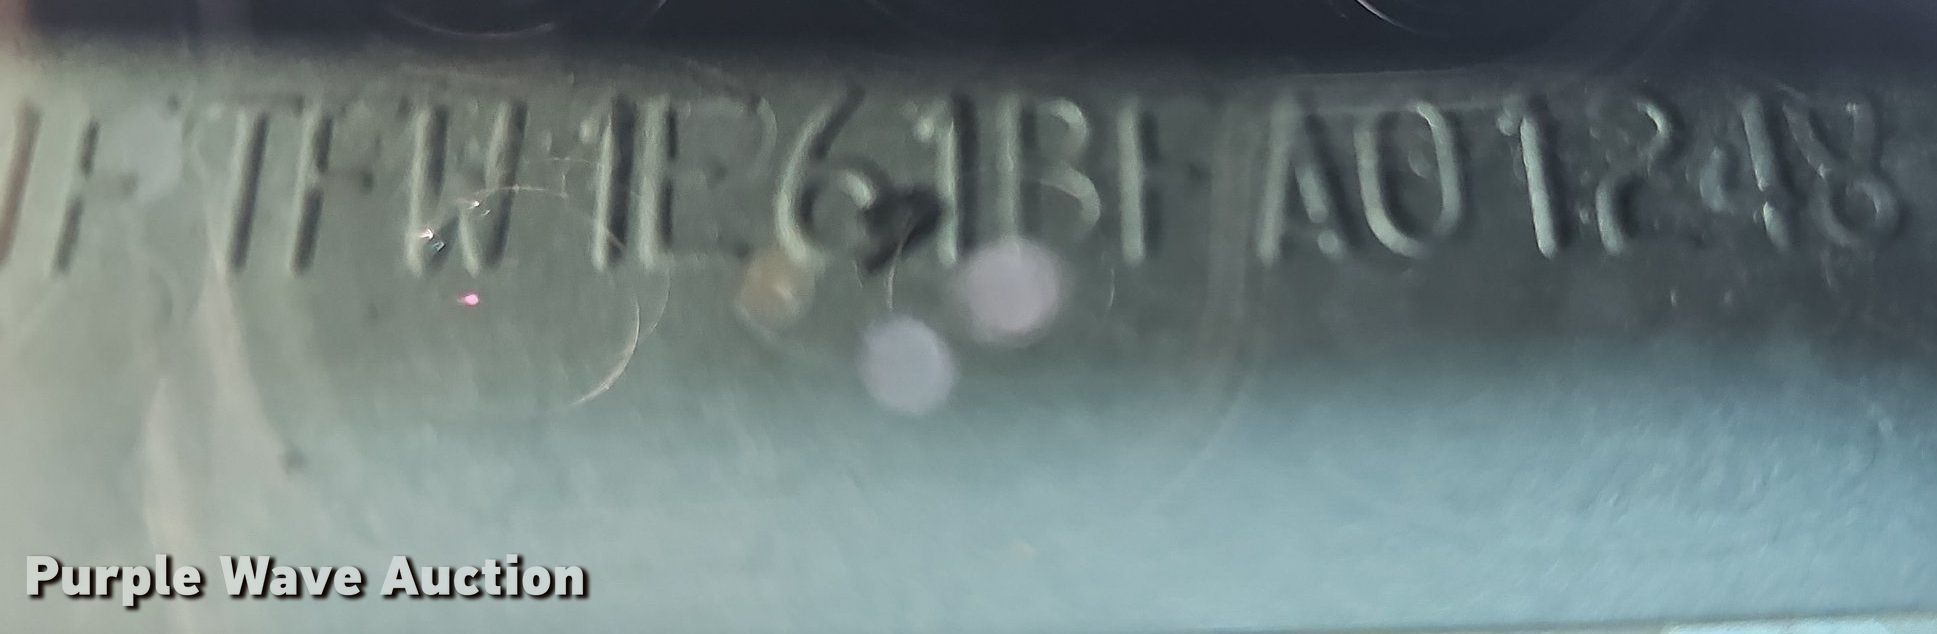 1FTFW1E61BFA01248
Purple Wave Auction